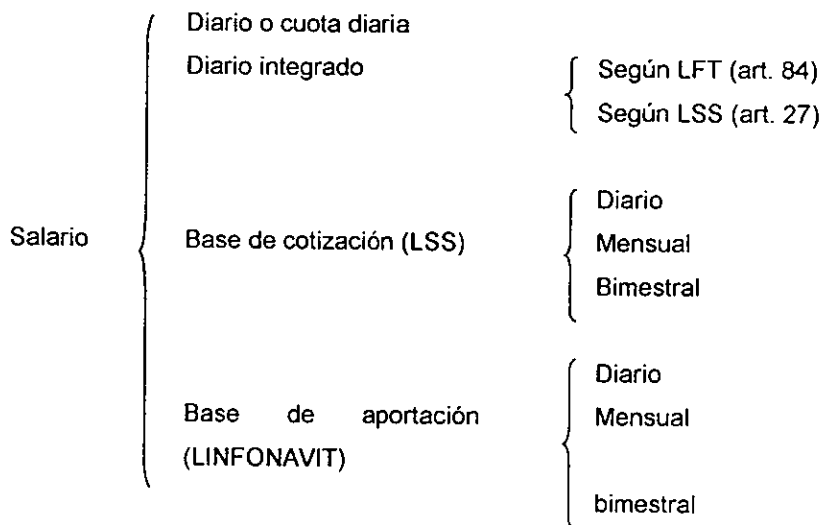 Diario o cuota diaria
Diario integrado
Según LFT (art. 84)
Según LSS (art. 27)
Salario
Base de cotización (LSS)
Diario
Mensual
Bimestral
Base de aportación
(LINFONAVIT)
Diario
Mensual
bimestral